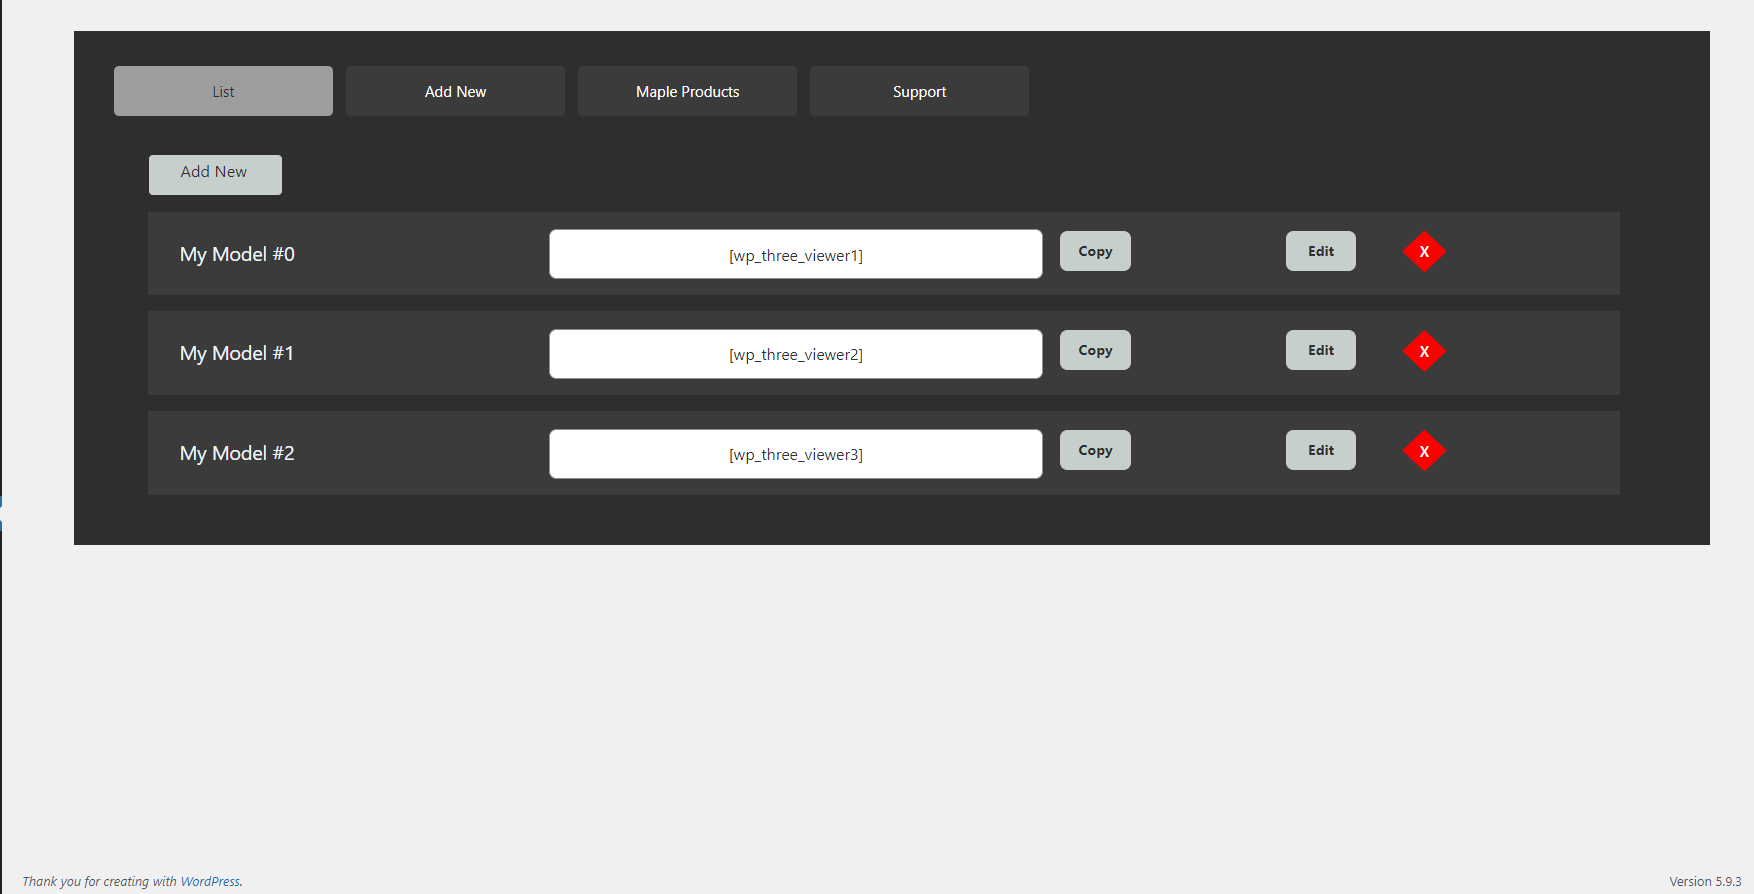 List Add New Maple Products Support
Add New
My Model #0 [wp_three_viewer1] Copy Edit X
My Model #1 [wp_three_viewer2] Copy Edit X
My Model #2 [wp_three_viewer3] Copy Edit X
Thank you for creating with WordPress. Version 5.9.3